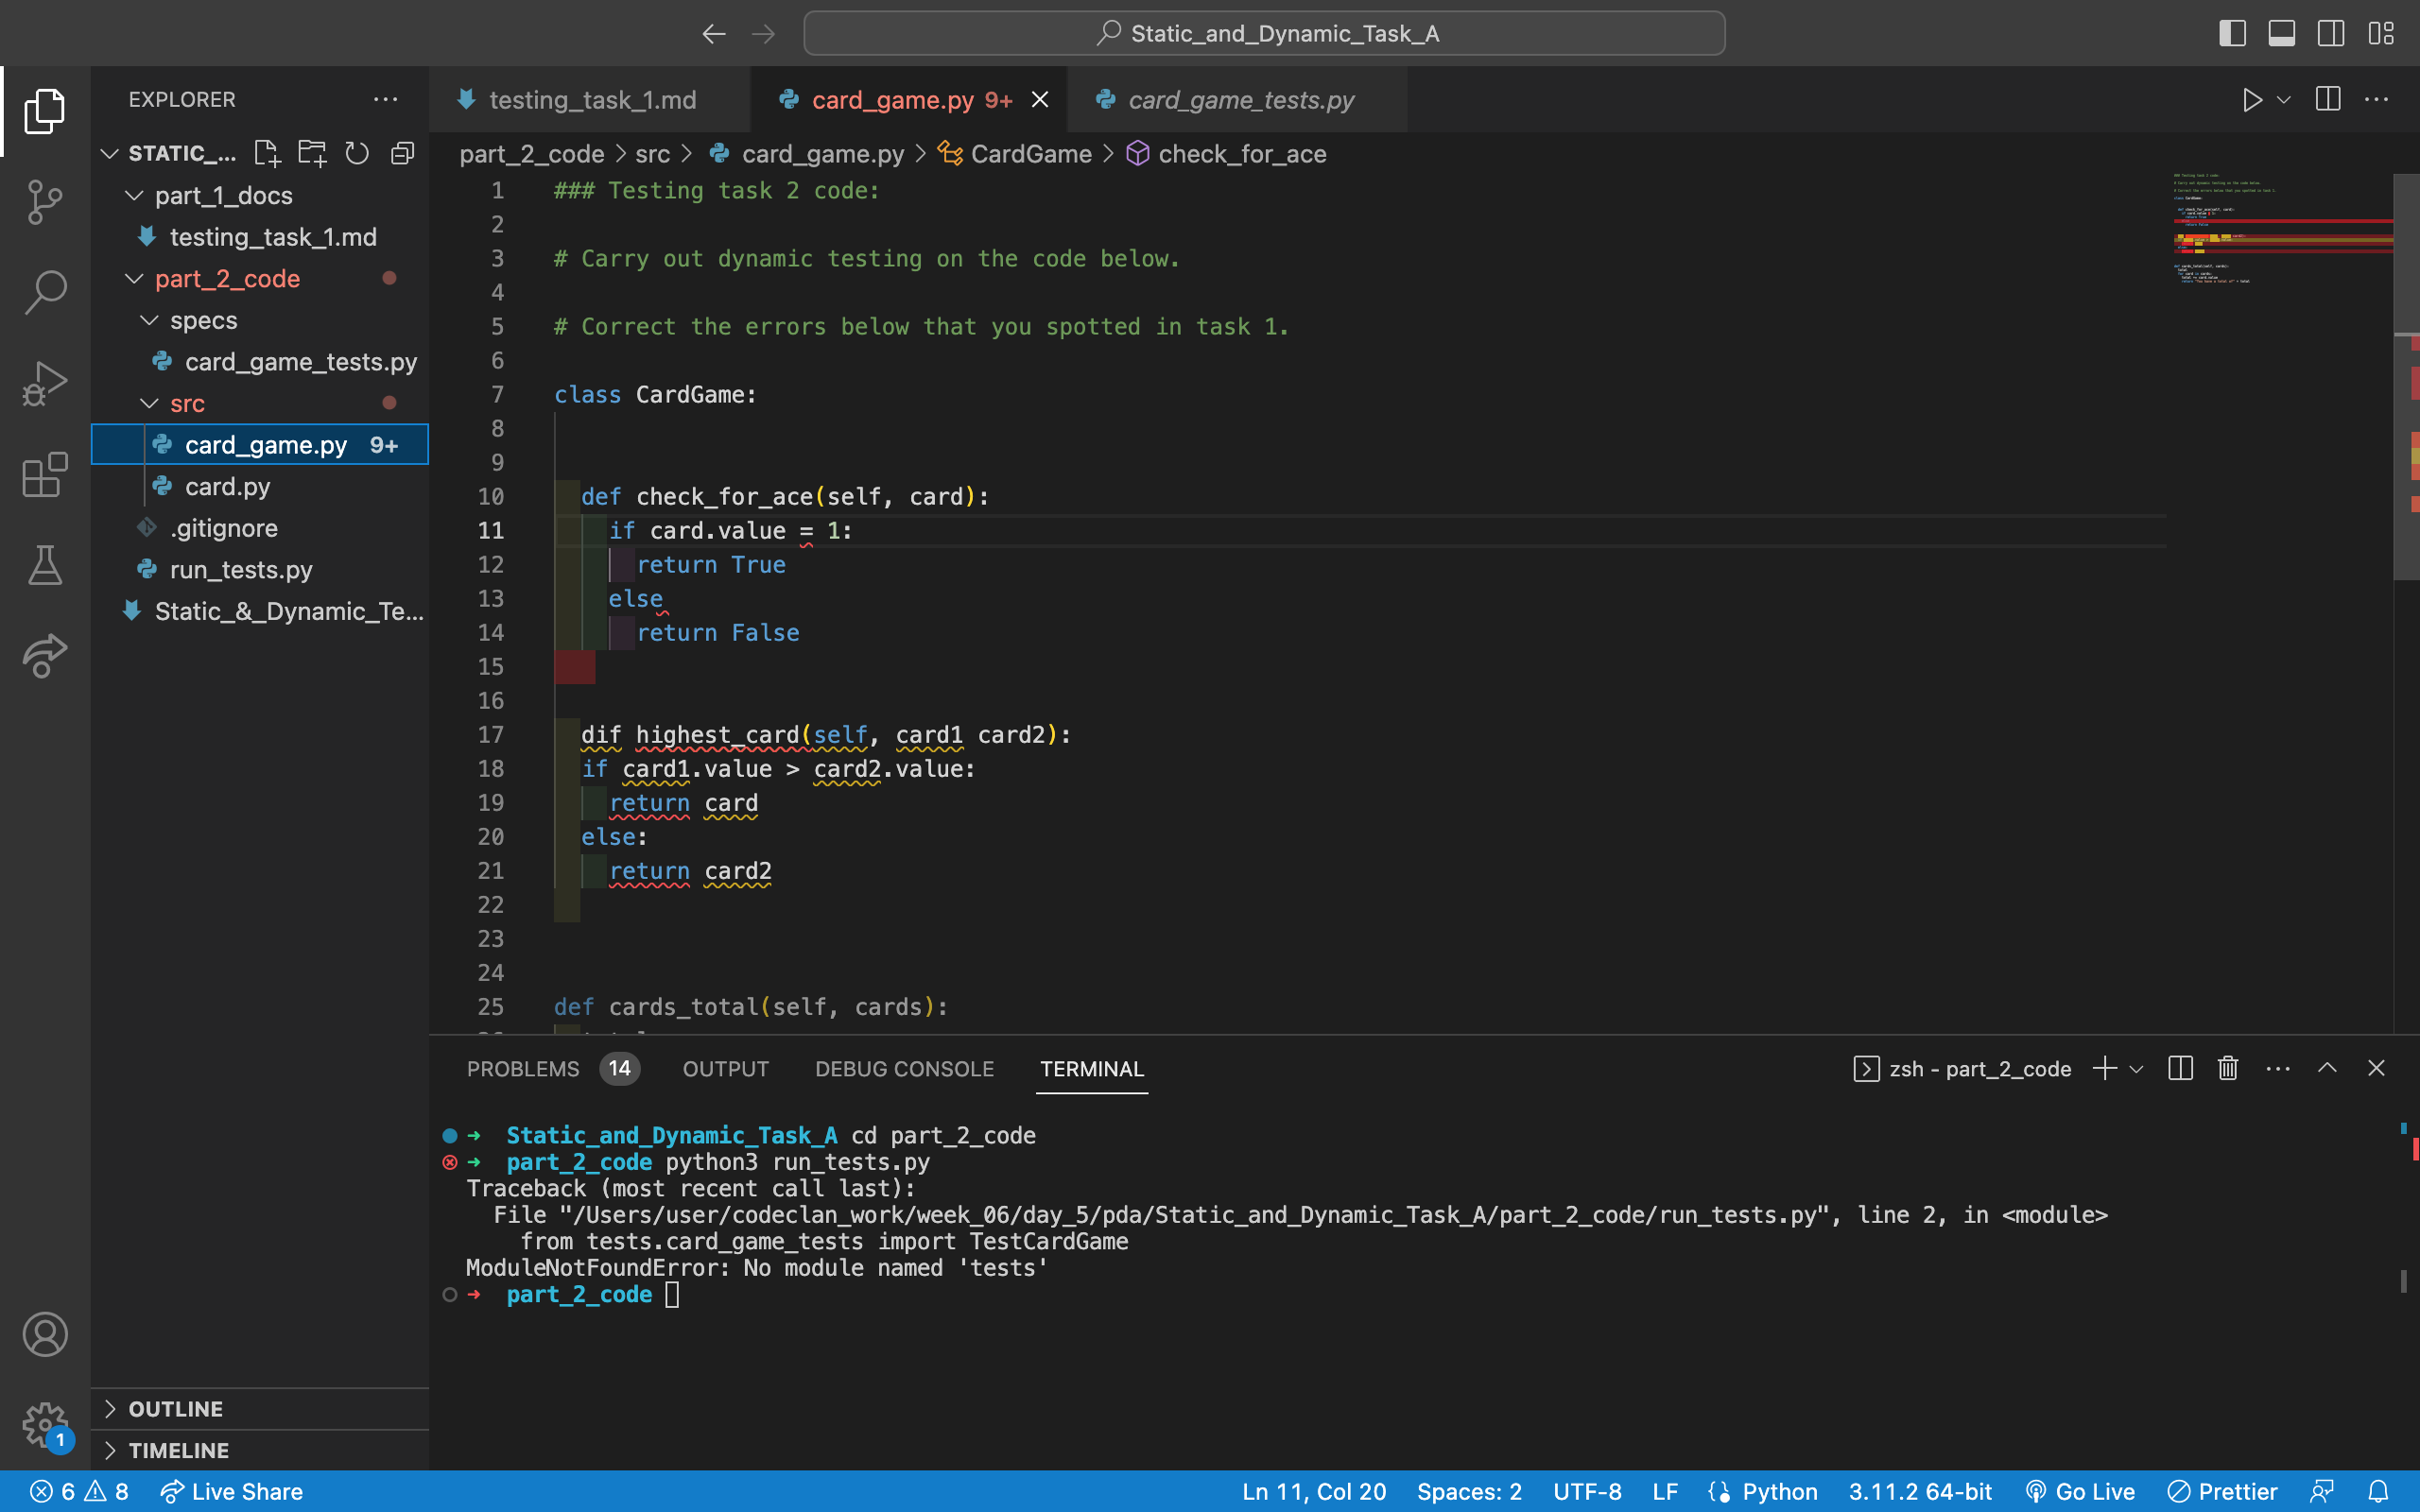 Static_and_Dynamic_Task_A
EXPLORER
STATIC_...
part_1_docs
testing_task_1.md
part_2_code
specs
card_game_tests.py
src
card_game.py 9+
card.py
.gitignore
run_tests.py
Static_&_Dynamic_Te...
OUTLINE
TIMELINE
testing_task_1.md
card_game.py 9+
card_game_tests.py
part_2_code > src > card_game.py > CardGame > check_for_ace
1 ### Testing task 2 code:
2
3 # Carry out dynamic testing on the code below.
4
5 # Correct the errors below that you spotted in task 1.
6
7 class CardGame:
8
9
10 def check_for_ace(self, card):
11 if card.value = 1:
12 return True
13 else
14 return False
15
16
17 dif highest_card(self, card1 card2):
18 if card1.value > card2.value:
19 return card
20 else:
21 return card2
22
23
24
25 def cards_total(self, cards):
PROBLEMS 14 OUTPUT DEBUG CONSOLE TERMINAL
zsh - part_2_code
Static_and_Dynamic_Task_A cd part_2_code
part_2_code python3 run_tests.py
Traceback (most recent call last):
File "/Users/user/codeclan_work/week_06/day_5/pda/Static_and_Dynamic_Task_A/part_2_code/run_tests.py", line 2, in <module>
from tests.card_game_tests import TestCardGame
ModuleNotFoundError: No module named 'tests'
part_2_code
1
6 8 Live Share
Ln 11, Col 20 Spaces: 2 UTF-8 LF Python 3.11.2 64-bit Go Live Prettier